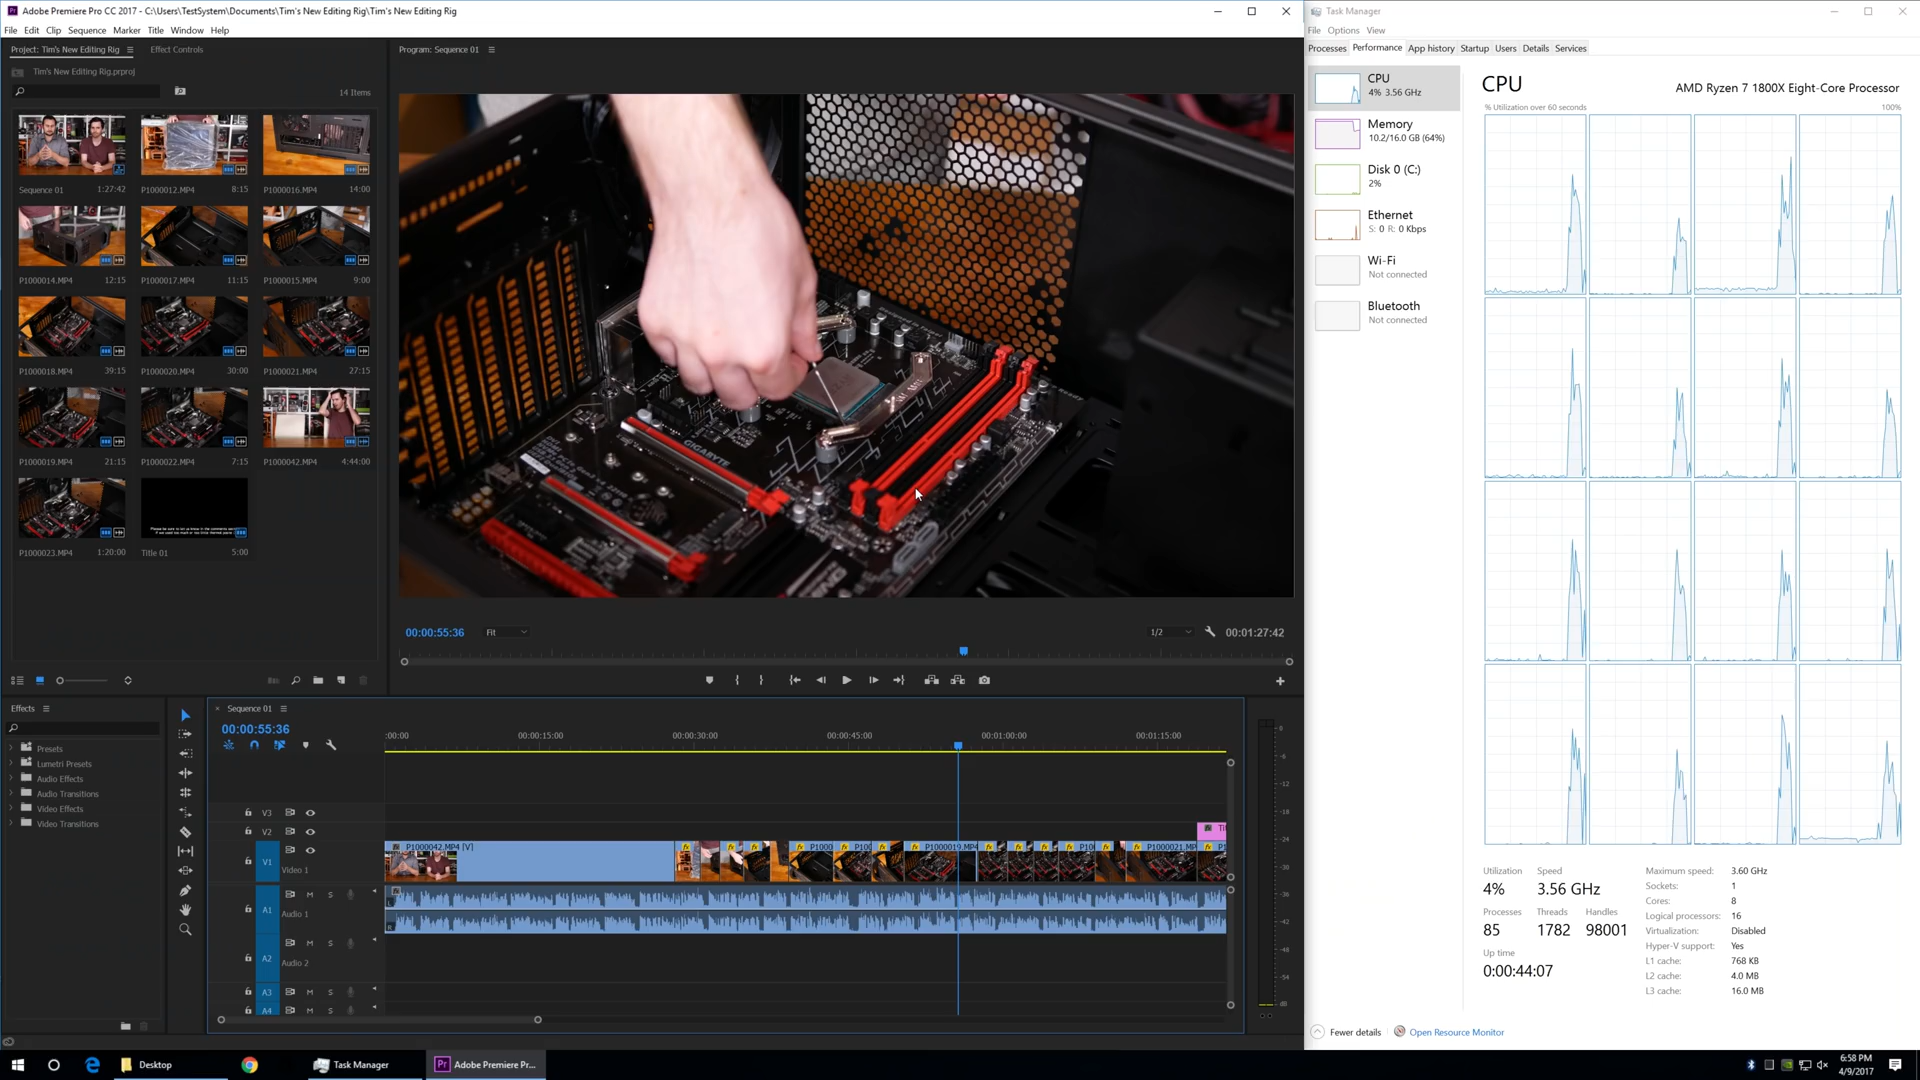 Adobe Premiere Pro CC 2017 - C:\Users\TestSystem\Documents\Tim's New Editing Rig\Tim's New Editing Rig
File Edit Clip Sequence Marker Title Window Help
Project: Tim's New Editing Rig
Effect Controls
Tim's New Editing Rig.prproj
14 Items
Sequence 01 1:27:42
P1000012.MP4 8:15
P1000016.MP4 14:00
P1000014.MP4 12:15
P1000017.MP4 11:15
P1000015.MP4 9:00
P1000018.MP4 39:15
P1000020.MP4 30:00
P1000021.MP4 27:15
P1000019.MP4 21:15
P1000022.MP4 7:15
P1000042.MP4 4:44:00
P1000023.MP4 1:20:00
Title 01 5:00
Program: Sequence 01
GIGABYTE
00:00:55:36
Fit
1/2
00:01:27:42
Effects
Presets
Lumetri Presets
Audio Effects
Audio Transitions
Video Effects
Video Transitions
Sequence 01
00:00:55:36
:00:00
00:00:15:00
00:00:30:00
00:00:45:00
00:01:00:00
00:01:15:00
V3
V2
V1
Video 1
P1000042.MP4 [V]
P1000019.MP4
P1000021.MP4
A1 M S
Audio 1
A2 M S
Audio 2
A3 M S
A4 M S
0
-6
-12
-18
-24
-30
-36
-42
-48
-54
dB
Task Manager
File Options View
Processes Performance App history Startup Users Details Services
CPU
4% 3.56 GHz
Memory
10.2/16.0 GB (64%)
Disk 0 (C:)
2%
Ethernet
S: 0 R: 0 Kbps
Wi-Fi
Not connected
Bluetooth
Not connected
CPU
AMD Ryzen 7 1800X Eight-Core Processor
% Utilization over 60 seconds
100%
Utilization Speed
4% 3.56 GHz
Processes Threads Handles
85 1782 98001
Up time
0:00:44:07
Maximum speed: 3.60 GHz
Sockets: 1
Cores: 8
Logical processors: 16
Virtualization: Disabled
Hyper-V support: Yes
L1 cache: 768 KB
L2 cache: 4.0 MB
L3 cache: 16.0 MB
Fewer details
Open Resource Monitor
Desktop
Task Manager
Adobe Premiere Pr...
6:58 PM
4/9/2017